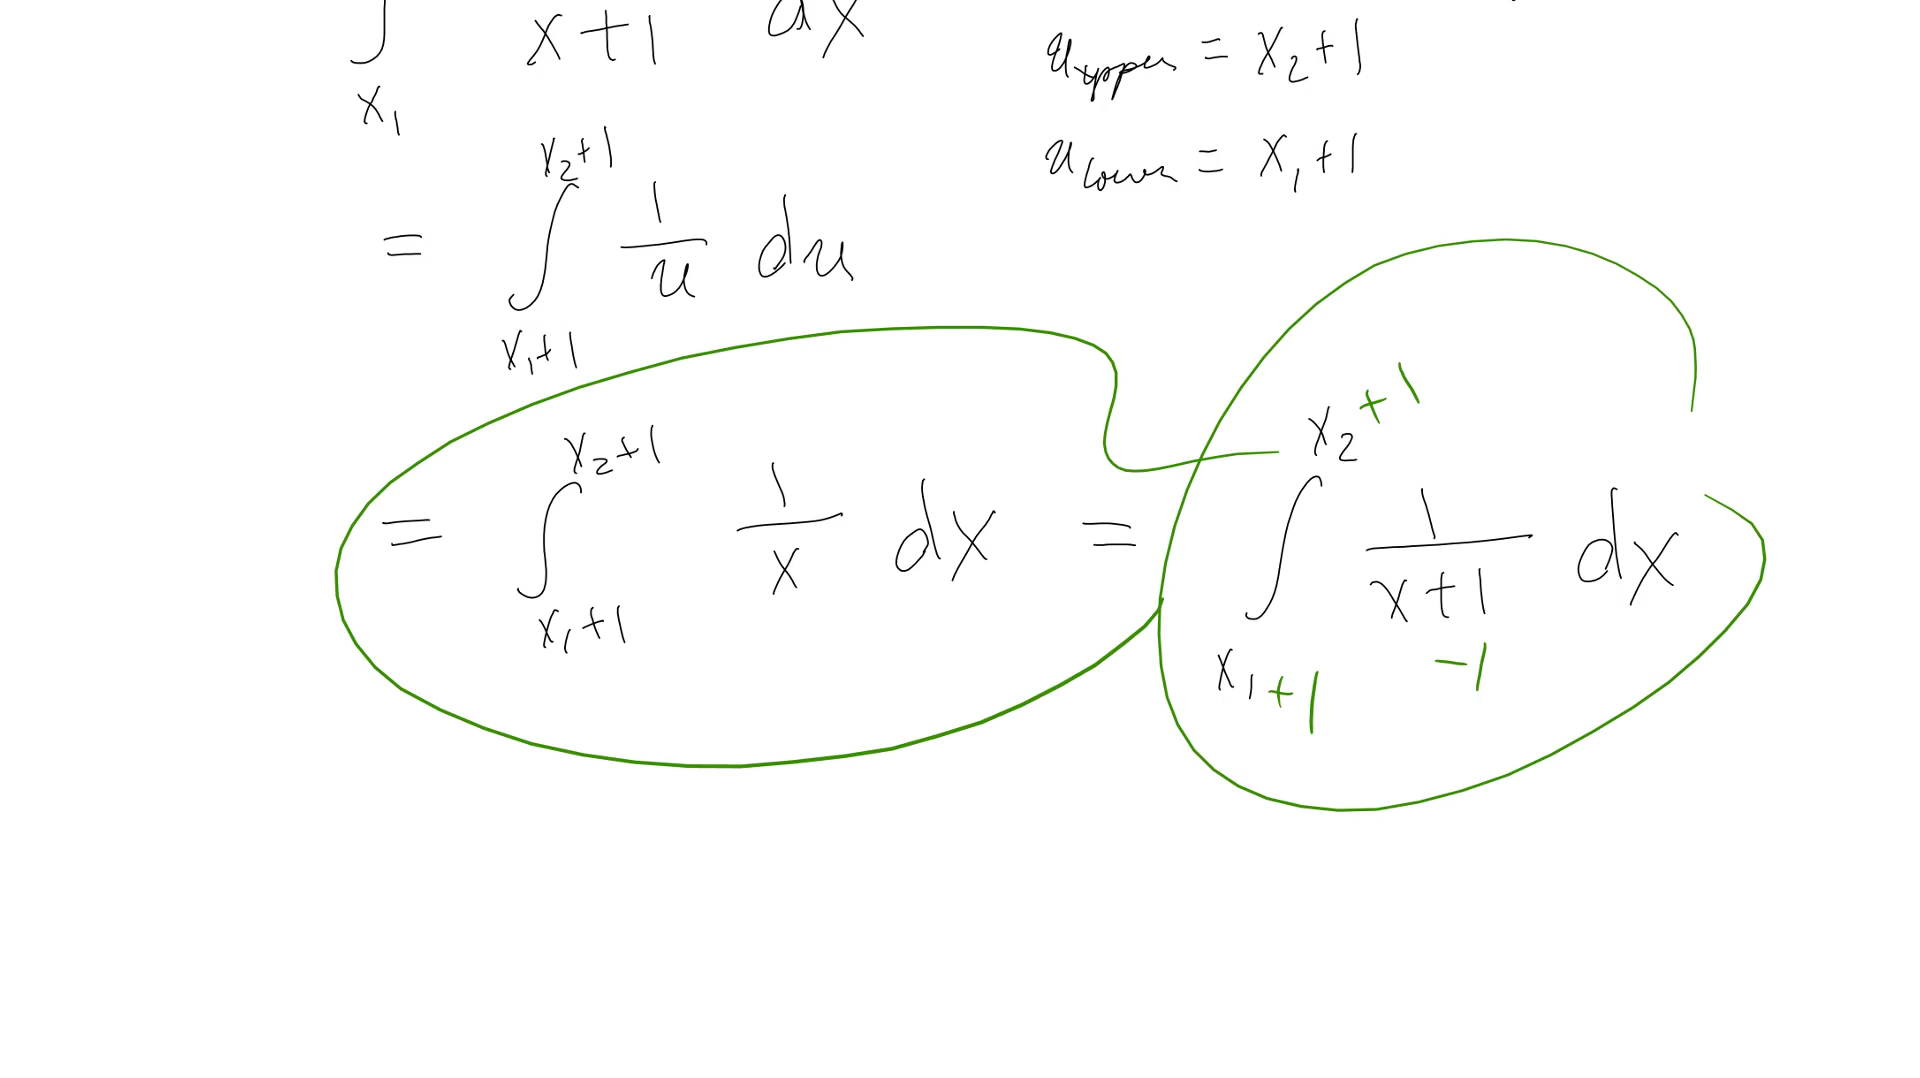 ∫ x+1 dx
x₁
u_upper = x₂+1
u_lower = x₁+1
= ∫_{x₁+1}^{x₂+1} 1/u du
= ∫_{x₁+1}^{x₂+1} 1/x dx = ∫_{x₁+1}^{x₂+1} 1/(x+1) dx
-1